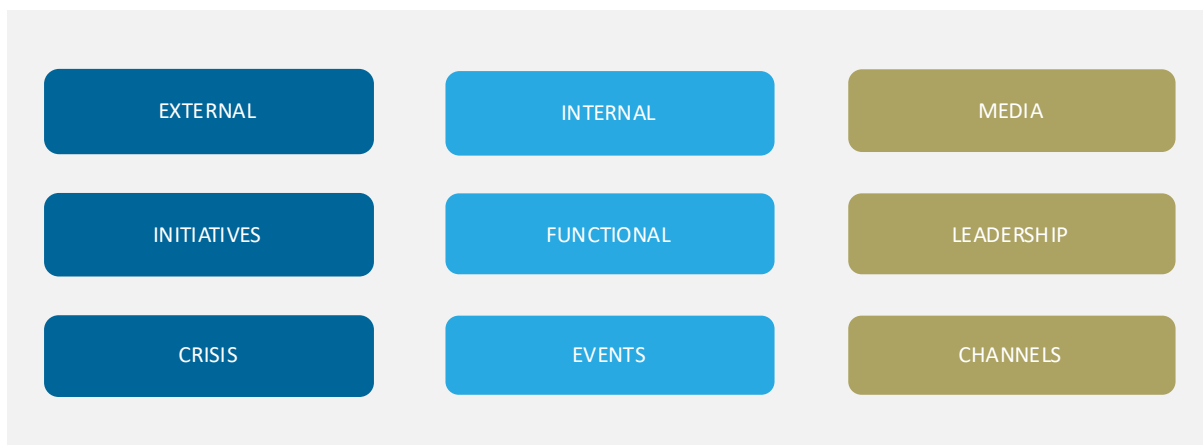 EXTERNAL
INTERNAL
MEDIA
INITIATIVES
FUNCTIONAL
LEADERSHIP
CRISIS
EVENTS
CHANNELS